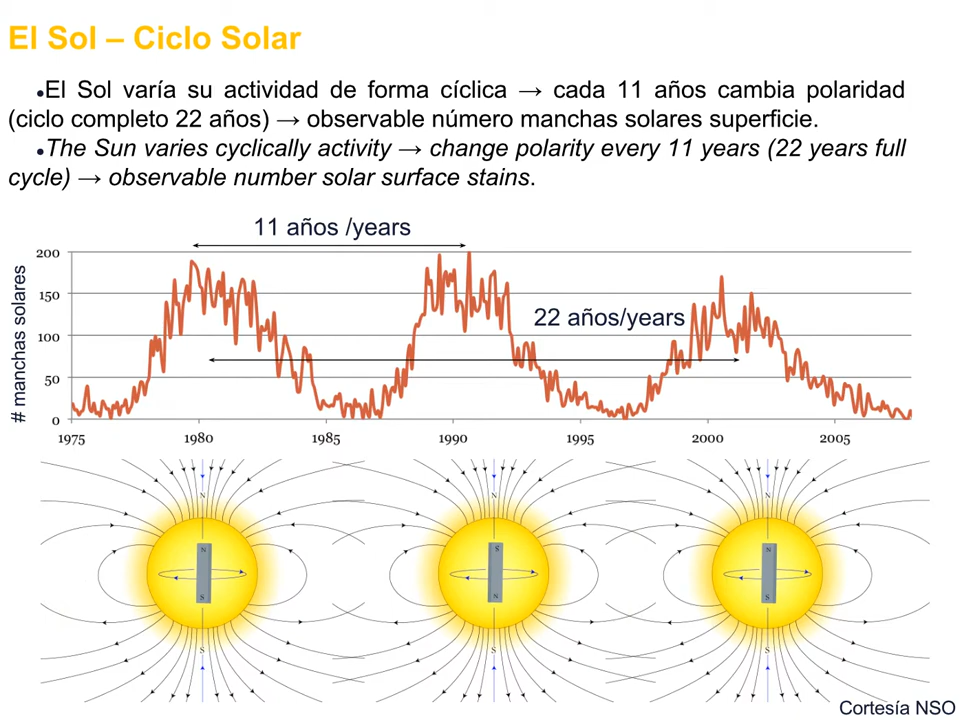 El Sol – Ciclo Solar
•El Sol varía su actividad de forma cíclica → cada 11 años cambia polaridad
(ciclo completo 22 años) → observable número manchas solares superficie.
•The Sun varies cyclically activity → change polarity every 11 years (22 years full
cycle) → observable number solar surface stains.
11 años /years
22 años/years
# manchas solares
200
150
100
50
0
1975 1980 1985 1990 1995 2000 2005
N N N
N S N
S N S
S S S
Cortesía NSO